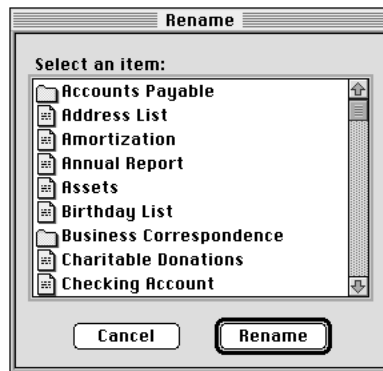 Rename
Select an item:
Accounts Payable
Address List
Amortization
Annual Report
Assets
Birthday List
Business Correspondence
Charitable Donations
Checking Account
Cancel Rename